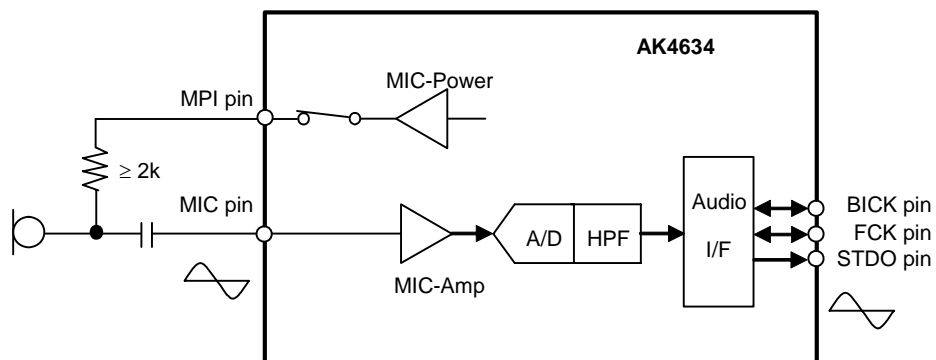 AK4634
MIC-Power
MPI pin
≥ 2k
MIC pin
MIC-Amp
A/D
HPF
Audio
I/F
BICK pin
FCK pin
STDO pin